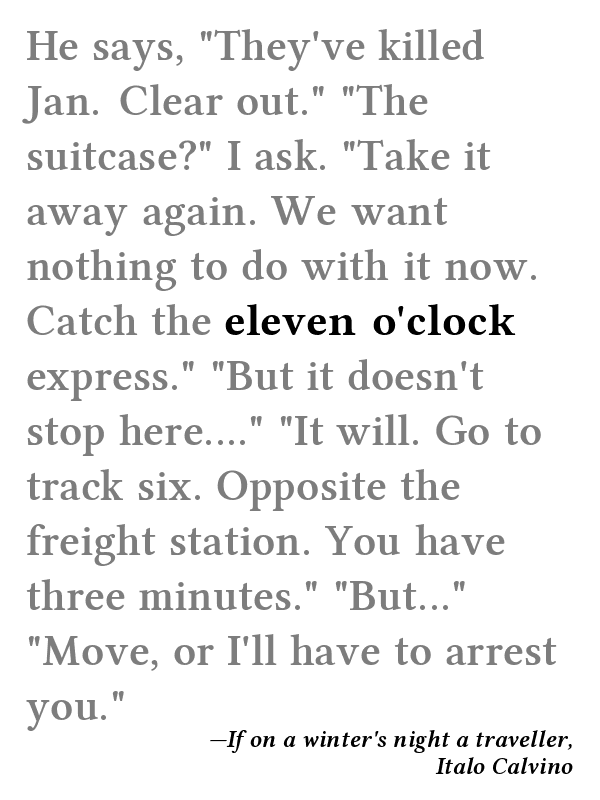 He says, "They've killed
Jan. Clear out." "The
suitcase?" I ask. "Take it
away again. We want
nothing to do with it now.
Catch the eleven o'clock
express." "But it doesn't
stop here...." "It will. Go to
track six. Opposite the
freight station. You have
three minutes." "But..."
"Move, or I'll have to arrest
you."
—If on a winter's night a traveller,
Italo Calvino